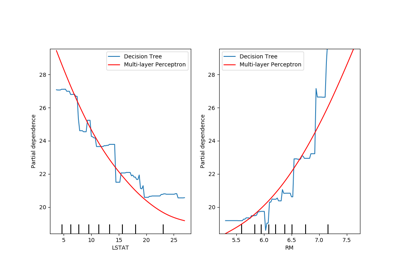 Decision Tree
Multi-layer Perceptron
28
26
24
22
20
Partial dependence
5
10
15
20
25
LSTAT
Decision Tree
Multi-layer Perceptron
28
26
24
22
20
Partial dependence
5.5
6.0
6.5
7.0
7.5
RM